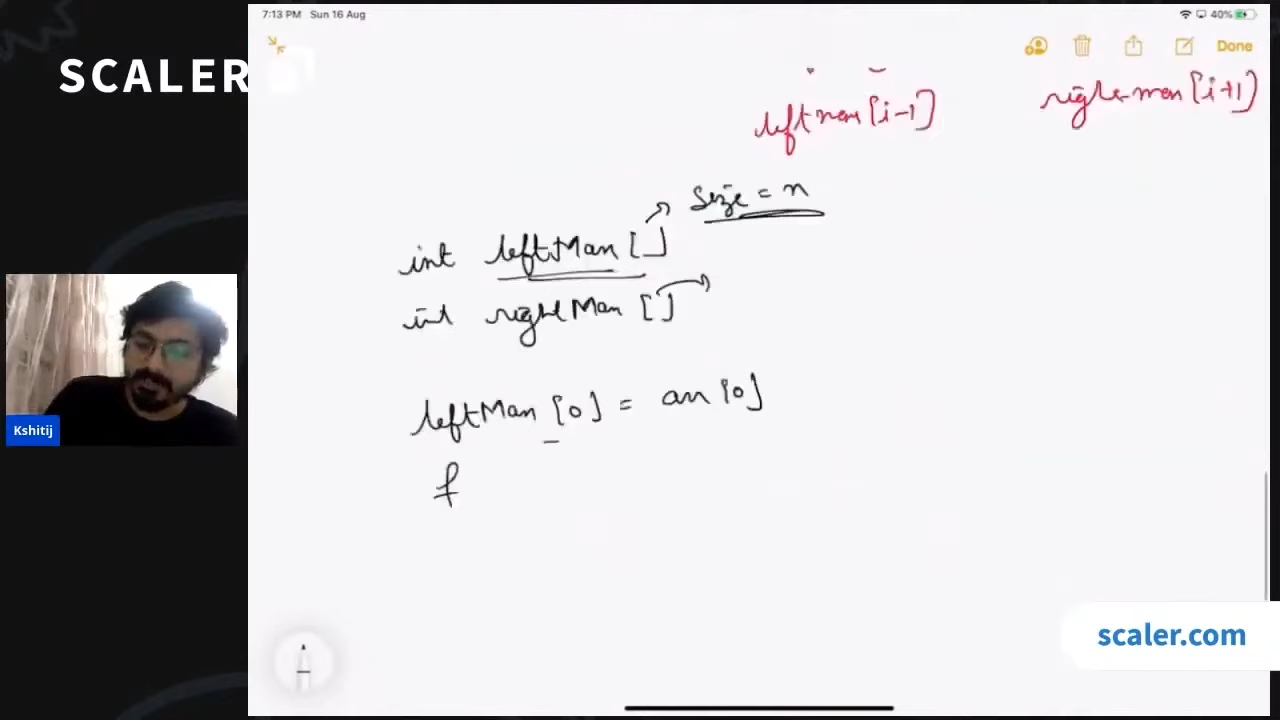 7:13 PM Sun 16 Aug
40%
Done
SCALER
leftmax[i-1]
rightmax[i+1]
Size = n
int leftMax[]
int rightMax[]
leftMax[0] = arr[0]
f
Kshitij
scaler.com